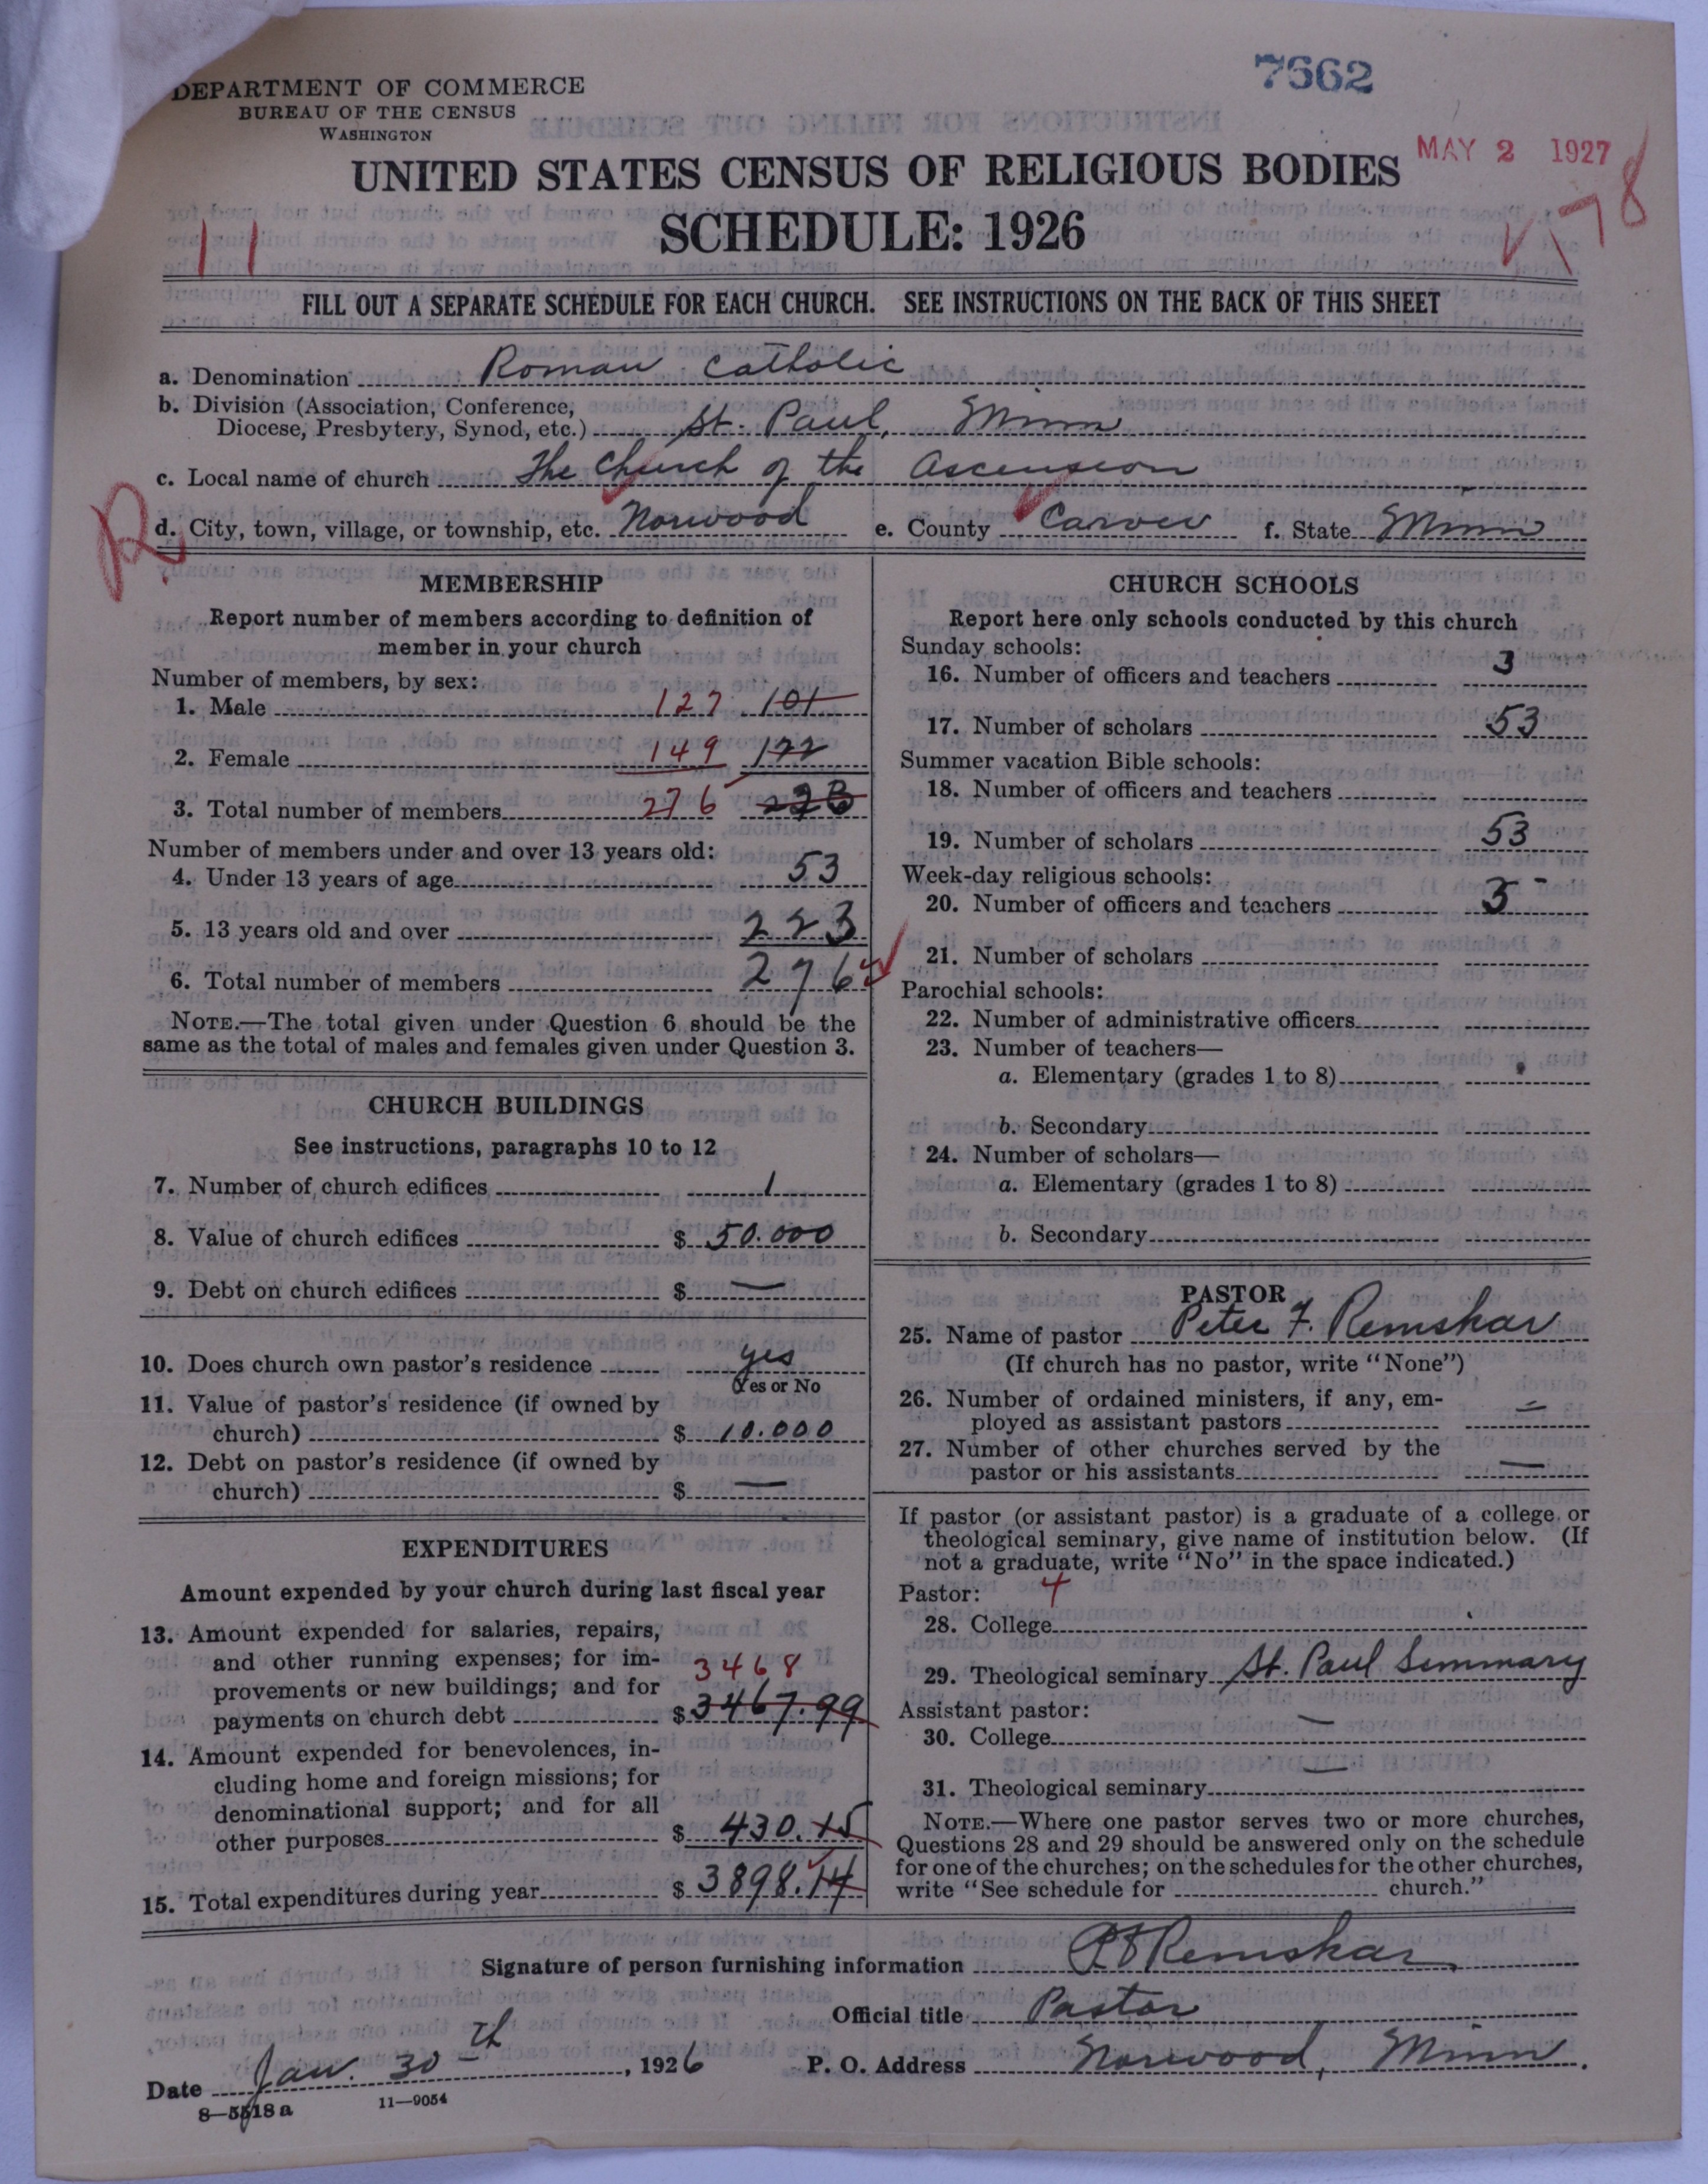 7562
DEPARTMENT OF COMMERCE
BUREAU OF THE CENSUS
WASHINGTON
MAY 2 1927
UNITED STATES CENSUS OF RELIGIOUS BODIES
SCHEDULE: 1926
11
178
FILL OUT A SEPARATE SCHEDULE FOR EACH CHURCH. SEE INSTRUCTIONS ON THE BACK OF THIS SHEET
a. Denomination Roman Catholic
b. Division (Association, Conference,
Diocese, Presbytery, Synod, etc.) St. Paul, Minn
c. Local name of church The Church of the Ascension
R
d. City, town, village, or township, etc. Norwood e. County Carver f. State Minn
MEMBERSHIP
Report number of members according to definition of
member in your church
Number of members, by sex:
1. Male 127 101
2. Female 149 122
3. Total number of members 276 223
Number of members under and over 13 years old:
4. Under 13 years of age 53
5. 13 years old and over 223
6. Total number of members 276
NOTE.—The total given under Question 6 should be the
same as the total of males and females given under Question 3.
CHURCH BUILDINGS
See instructions, paragraphs 10 to 12
7. Number of church edifices 1
8. Value of church edifices $ 50.000
9. Debt on church edifices $ —
10. Does church own pastor's residence yes
Yes or No
11. Value of pastor's residence (if owned by
church) $ 10.000
12. Debt on pastor's residence (if owned by
church) $ —
EXPENDITURES
Amount expended by your church during last fiscal year
13. Amount expended for salaries, repairs,
and other running expenses; for im-
3468
provements or new buildings; and for
payments on church debt $ 3467.99
14. Amount expended for benevolences, in-
cluding home and foreign missions; for
denominational support; and for all
other purposes $ 430.15
15. Total expenditures during year $ 3898.14
CHURCH SCHOOLS
Report here only schools conducted by this church
Sunday schools:
16. Number of officers and teachers 3
17. Number of scholars 53
Summer vacation Bible schools:
18. Number of officers and teachers
19. Number of scholars 53
Week-day religious schools:
20. Number of officers and teachers 3
21. Number of scholars
Parochial schools:
22. Number of administrative officers
23. Number of teachers—
a. Elementary (grades 1 to 8)
b. Secondary
24. Number of scholars—
a. Elementary (grades 1 to 8)
b. Secondary
PASTOR
25. Name of pastor Peter F. Remskar
(If church has no pastor, write "None")
26. Number of ordained ministers, if any, em-
ployed as assistant pastors —
27. Number of other churches served by the
pastor or his assistants —
If pastor (or assistant pastor) is a graduate of a college or
theological seminary, give name of institution below. (If
not a graduate, write "No" in the space indicated.)
Pastor: 4
28. College
29. Theological seminary St. Paul Seminary
Assistant pastor:
30. College —
31. Theological seminary —
NOTE.—Where one pastor serves two or more churches,
Questions 28 and 29 should be answered only on the schedule
for one of the churches; on the schedules for the other churches,
write "See schedule for church."
Signature of person furnishing information P F Remskar
Official title Pastor
Date Jan. 30th, 1926 P. O. Address Norwood, Minn.
8—5518a 11—9054